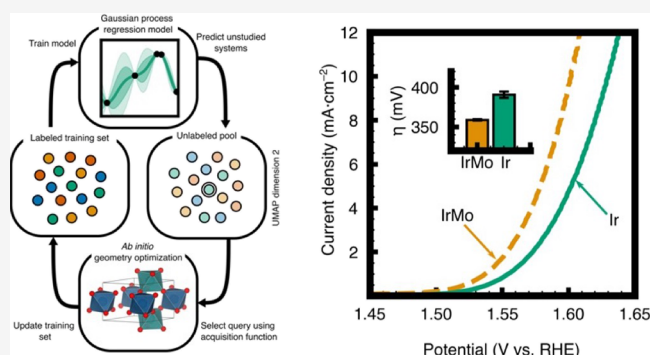 Gaussian process
regression model
Train model
Predict unstudied
systems
Labeled training set
Unlabeled pool
UMAP dimension 2
Ab initio
geometry optimization
Update training
set
Select query using
acquisition function
Current density (mA·cm⁻²)
12
10
8
6
4
2
η (mV)
400
350
IrMo Ir
IrMo
Ir
1.45 1.50 1.55 1.60 1.65
Potential (V vs. RHE)